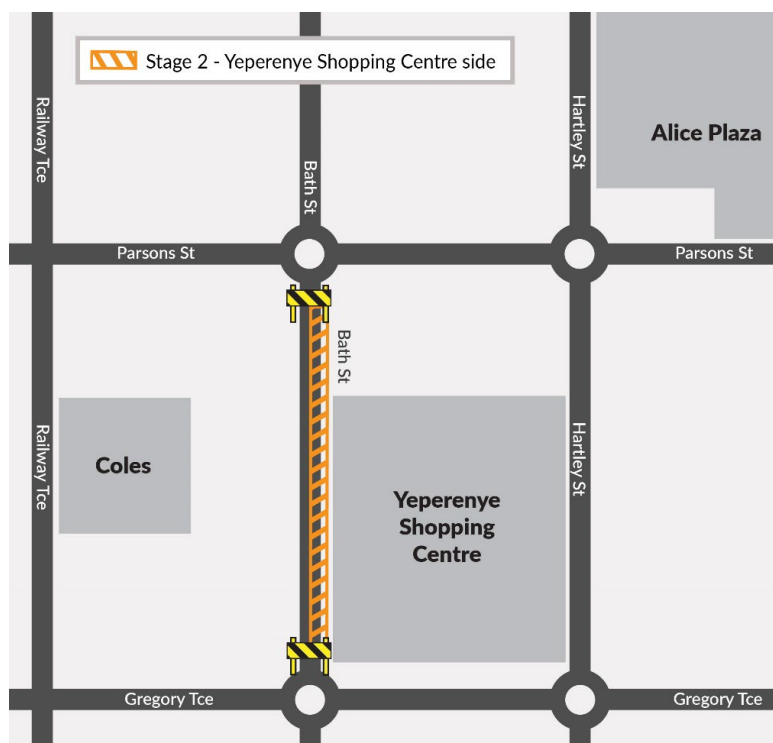 Stage 2 - Yeperenye Shopping Centre side
Railway Tce
Bath St
Hartley St
Alice Plaza
Parsons St
Parsons St
Bath St
Railway Tce
Coles
Hartley St
Yeperenye
Shopping
Centre
Gregory Tce
Gregory Tce